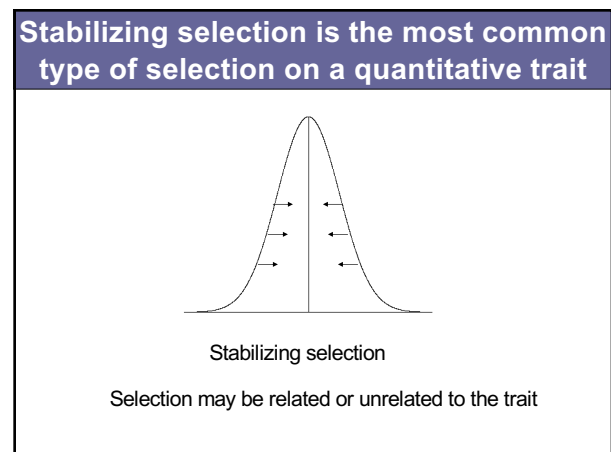 Stabilizing selection is the most common
type of selection on a quantitative trait
Stabilizing selection
Selection may be related or unrelated to the trait